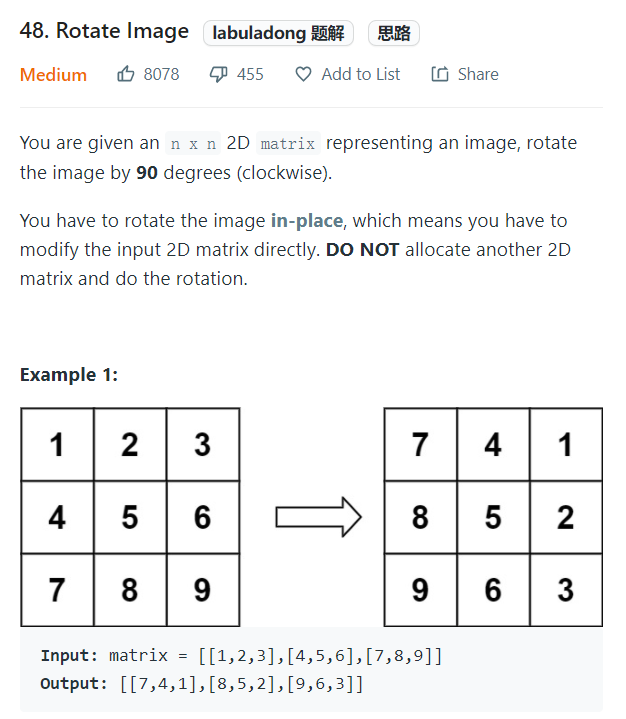 48. Rotate Image labuladong 题解 思路
Medium 8078 455 Add to List Share
You are given an n x n 2D matrix representing an image, rotate
the image by 90 degrees (clockwise).
You have to rotate the image in-place, which means you have to
modify the input 2D matrix directly. DO NOT allocate another 2D
matrix and do the rotation.
Example 1:
1 2 3 7 4 1
4 5 6 8 5 2
7 8 9 9 6 3
Input: matrix = [[1,2,3],[4,5,6],[7,8,9]]
Output: [[7,4,1],[8,5,2],[9,6,3]]